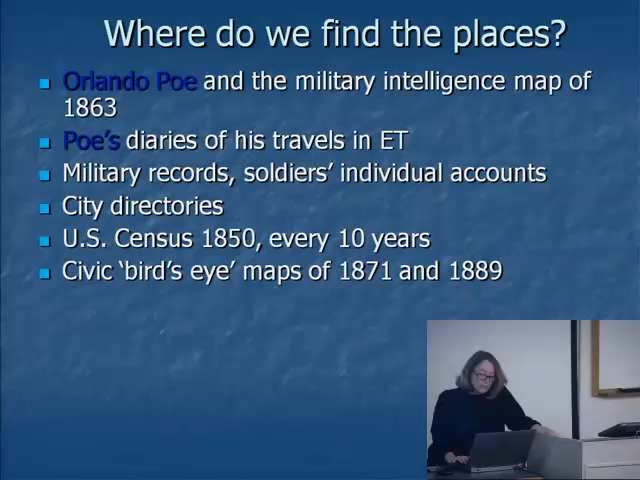 Where do we find the places?
Orlando Poe and the military intelligence map of
1863
Poe's diaries of his travels in ET
Military records, soldiers' individual accounts
City directories
U.S. Census 1850, every 10 years
Civic 'bird's eye' maps of 1871 and 1889